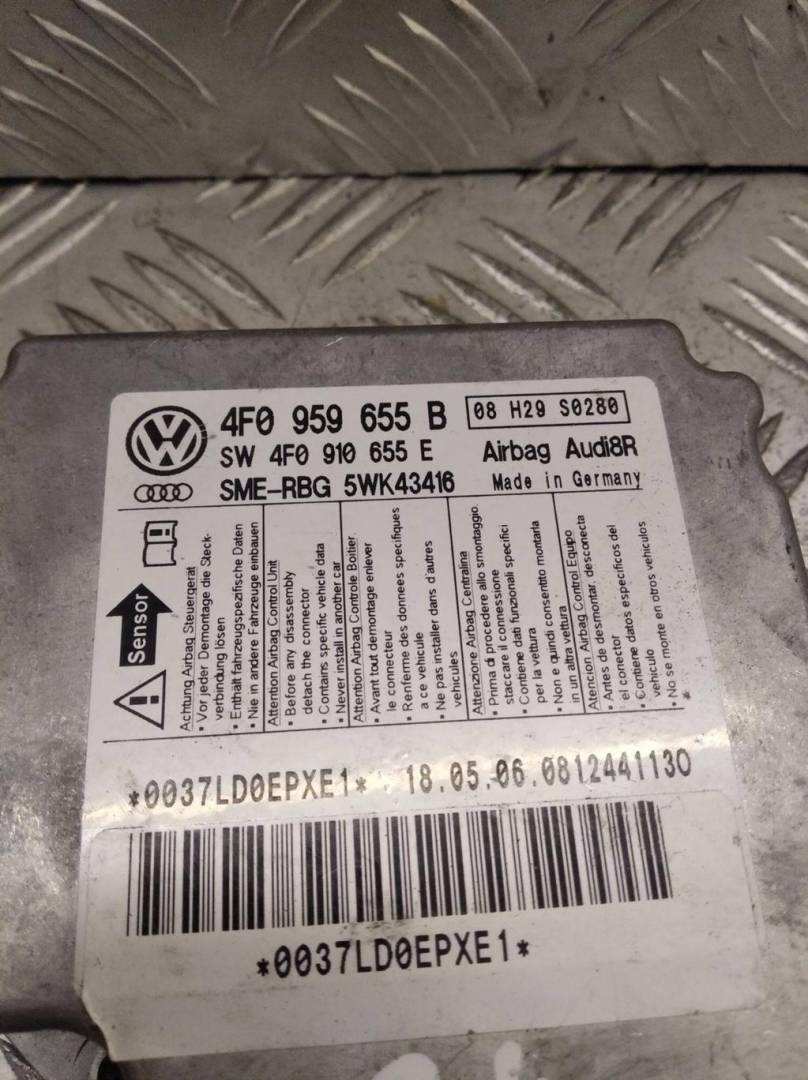 4F0 959 655 B
08 H29 S0280
SW 4F0 910 655 E
Airbag Audi8R
SME-RBG 5WK43416
Made in Germany
Sensor
Achtung Airbag Steuergerät
• Vor jeder Demontage die Steck-
verbindung lösen
• Enthält fahrzeugspezifische Daten
• Nie in andere Fahrzeuge einbauen
Attention Airbag Control Unit
• Before any disassembly
detach the connector
• Contains specific vehicle data
• Never install in another car
Attention Airbag Controle Boitier
• Avant tout demontage enlever
le connecteur
• Renferme des donnees specifiques
a ce vehicule
• Ne pas installer dans d'autres
vehicules
Attenzione Airbag Centralina
• Prima di procedere allo smontaggio
staccare il connessione
• Contiene dati funzionali specifici
per la vettura
• Non e quindi consentito montarla
in un altra vettura
Atencion Airbag Control Equipo
• Antes de desmontar, desconecta
el conector
• Contiene datos especificos del
vehiculo
• No se monte en otros vehiculos
*0037LD0EPXE1* 18.05.06.0812441130
*0037LD0EPXE1*